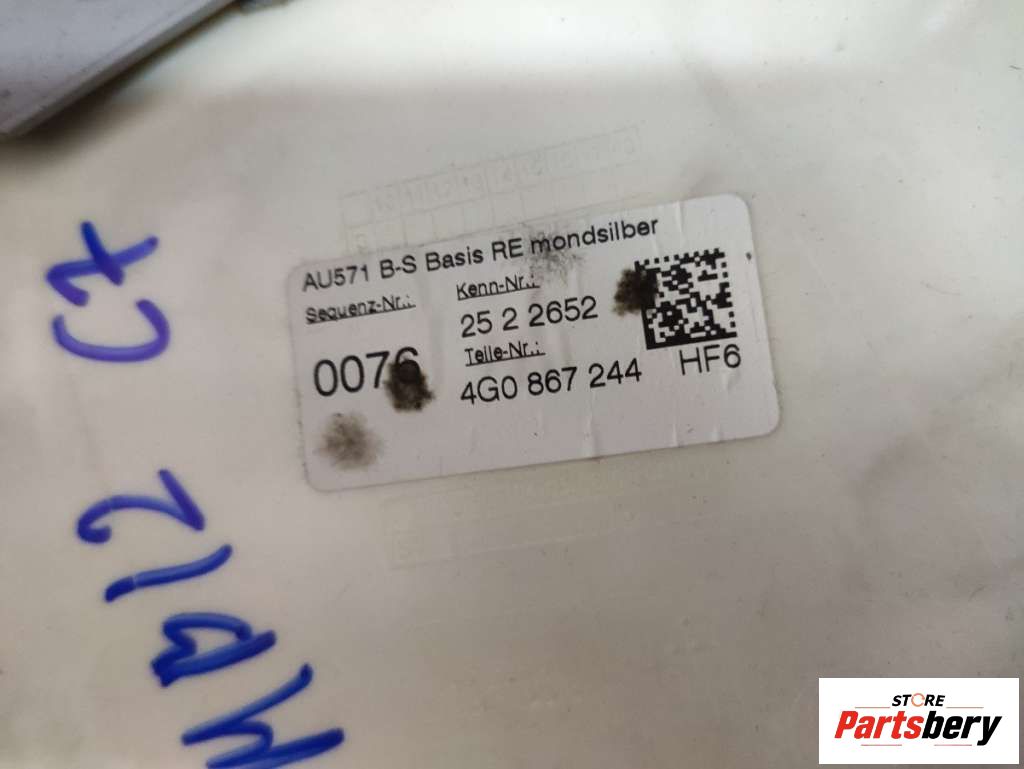 AU571 B-S Basis RE mondsilber
Sequenz-Nr.:
Kenn-Nr.:
0076
25 2 2652
Teile-Nr.:
4G0 867 244
HF6
C7
STORE
Partsbery